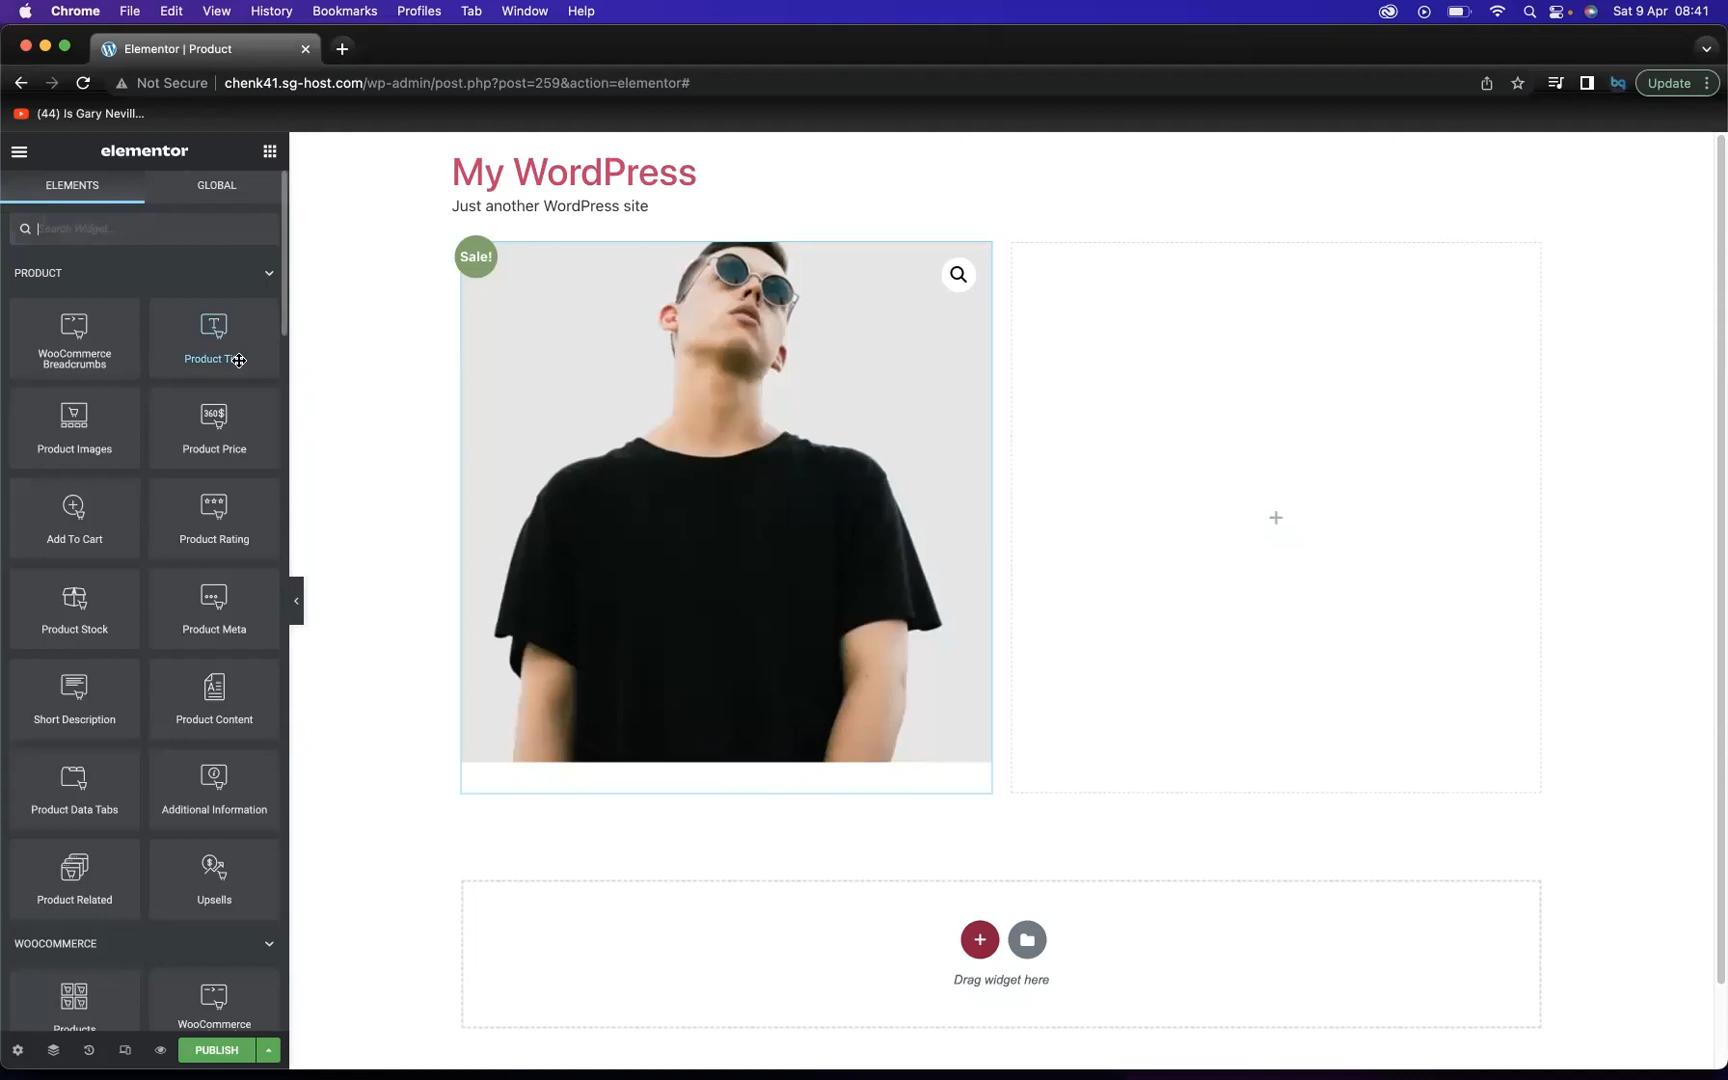 Chrome File Edit View History Bookmarks Profiles Tab Window Help Sat 9 Apr 08:41
Elementor | Product
Not Secure chenk41.sg-host.com/wp-admin/post.php?post=259&action=elementor# Update
(44) Is Gary Nevill...
elementor
ELEMENTS GLOBAL
Search Widget...
PRODUCT
WooCommerce
Breadcrumbs
Product
Product Images Product Price
360$
Add To Cart Product Rating
Product Stock Product Meta
Short Description Product Content
Product Data Tabs Additional Information
Product Related Upsells
WOOCOMMERCE
Products WooCommerce
PUBLISH
My WordPress
Just another WordPress site
Sale!
Drag widget here